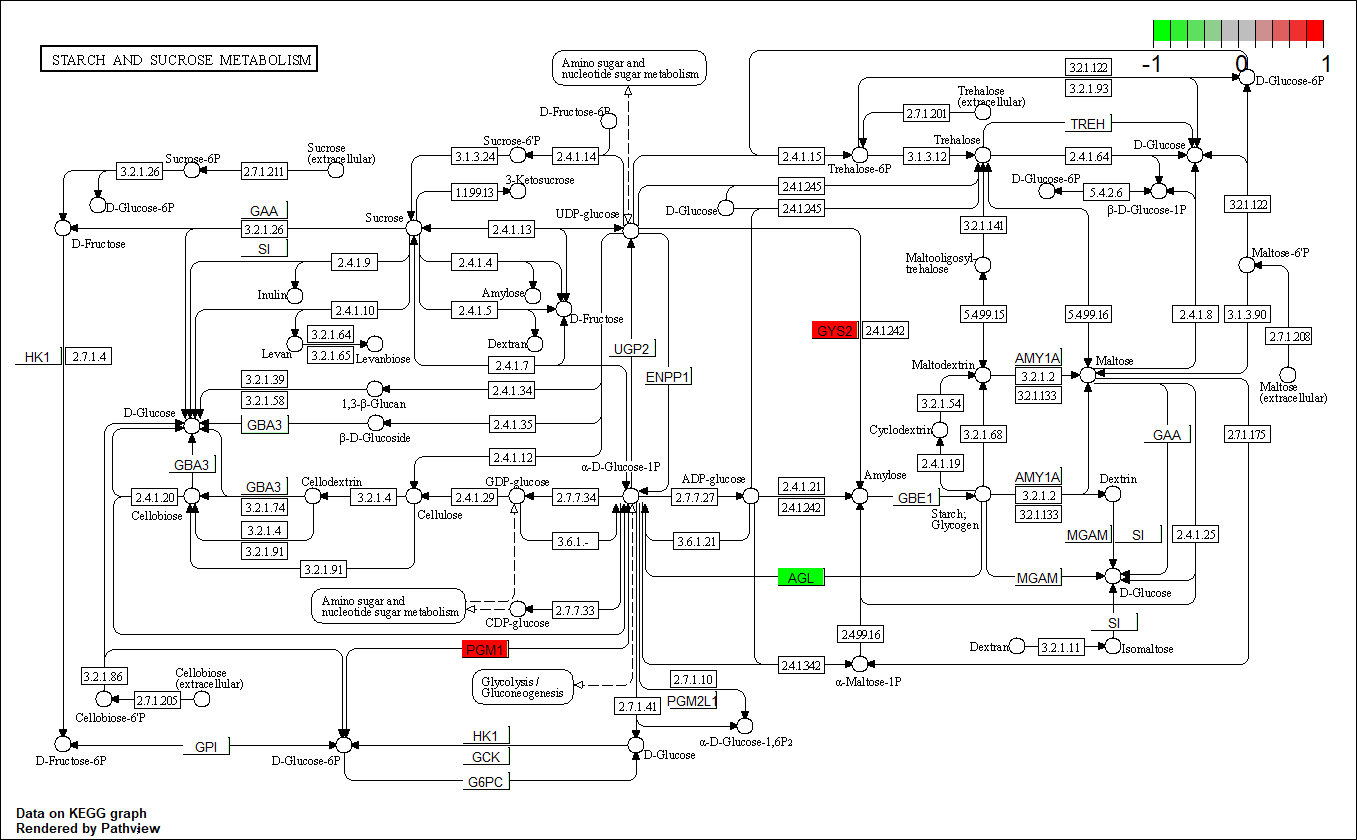 STARCH AND SUCROSE METABOLISM
-1 0 1
Amino sugar and
nucleotide sugar metabolism
3.2.1.122
3.2.1.93
D-Glucose-6P
Trehalose
(extracellular)
2.7.1.201
D-Fructose-6P
TREH
Sucrose-6'P
3.1.3.24
2.4.1.14
2.4.1.15
Trehalose-6P
3.1.3.12
Trehalose
2.4.1.64
D-Glucose
Sucrose
(extracellular)
Sucrose-6P
3.2.1.26
2.7.1.211
D-Glucose-6P
1.1.99.13
3-Ketosucrose
2.4.1.245
2.4.1.245
D-Glucose
D-Glucose-6P
5.4.2.6
β-D-Glucose-1P
3.2.1.122
GAA
3.2.1.26
SI
D-Fructose
Sucrose
2.4.1.13
UDP-glucose
3.2.1.141
Maltose-6'P
2.4.1.9
2.4.1.4
Maltooligosyl-
trehalose
Inulin
Amylose
2.4.1.10
2.4.1.5
D-Fructose
5.4.99.15
5.4.99.16
2.4.1.8
3.1.3.90
2.7.1.208
GYS2
2.4.1.242
3.2.1.64
3.2.1.65
Levan
Levanbiose
Dextran
UGP2
HK1
2.7.1.4
2.4.1.7
ENPP1
Maltodextrin
AMY1A
3.2.1.2
3.2.1.133
Maltose
Maltose
(extracellular)
3.2.1.39
3.2.1.58
1,3-β-Glucan
2.4.1.34
3.2.1.54
D-Glucose
GBA3
β-D-Glucoside
2.4.1.35
Cyclodextrin
3.2.1.68
GAA
2.7.1.175
2.4.1.12
GBA3
α-D-Glucose-1P
2.4.1.19
GBA3
3.2.1.74
3.2.1.4
3.2.1.91
Cellodextrin
GDP-glucose
ADP-glucose
Amylose
AMY1A
3.2.1.2
3.2.1.133
Dextrin
2.4.1.20
Cellobiose
3.2.1.4
Cellulose
2.4.1.29
2.7.7.34
2.7.7.27
2.4.1.21
2.4.1.242
GBE1
Starch;
Glycogen
3.6.1.-
3.6.1.21
MGAM
SI
2.4.1.25
3.2.1.91
AGL
MGAM
D-Glucose
Amino sugar and
nucleotide sugar metabolism
2.7.7.33
CDP-glucose
SI
2.4.99.16
PGM1
Dextran
3.2.1.11
Isomaltose
3.2.1.86
2.4.1342
α-Maltose-1P
Cellobiose
(extracellular)
2.7.1.205
Cellobiose-6'P
Glycolysis /
Gluconeogenesis
2.7.1.10
PGM2L1
2.7.1.41
α-D-Glucose-1,6P2
HK1
GPI
GCK
D-Fructose-6P
D-Glucose-6P
D-Glucose
G6PC
Data on KEGG graph
Rendered by Pathview